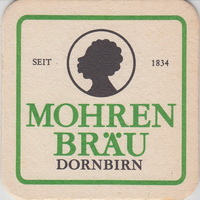 SEIT 1834
MOHREN
BRÄU
DORNBIRN